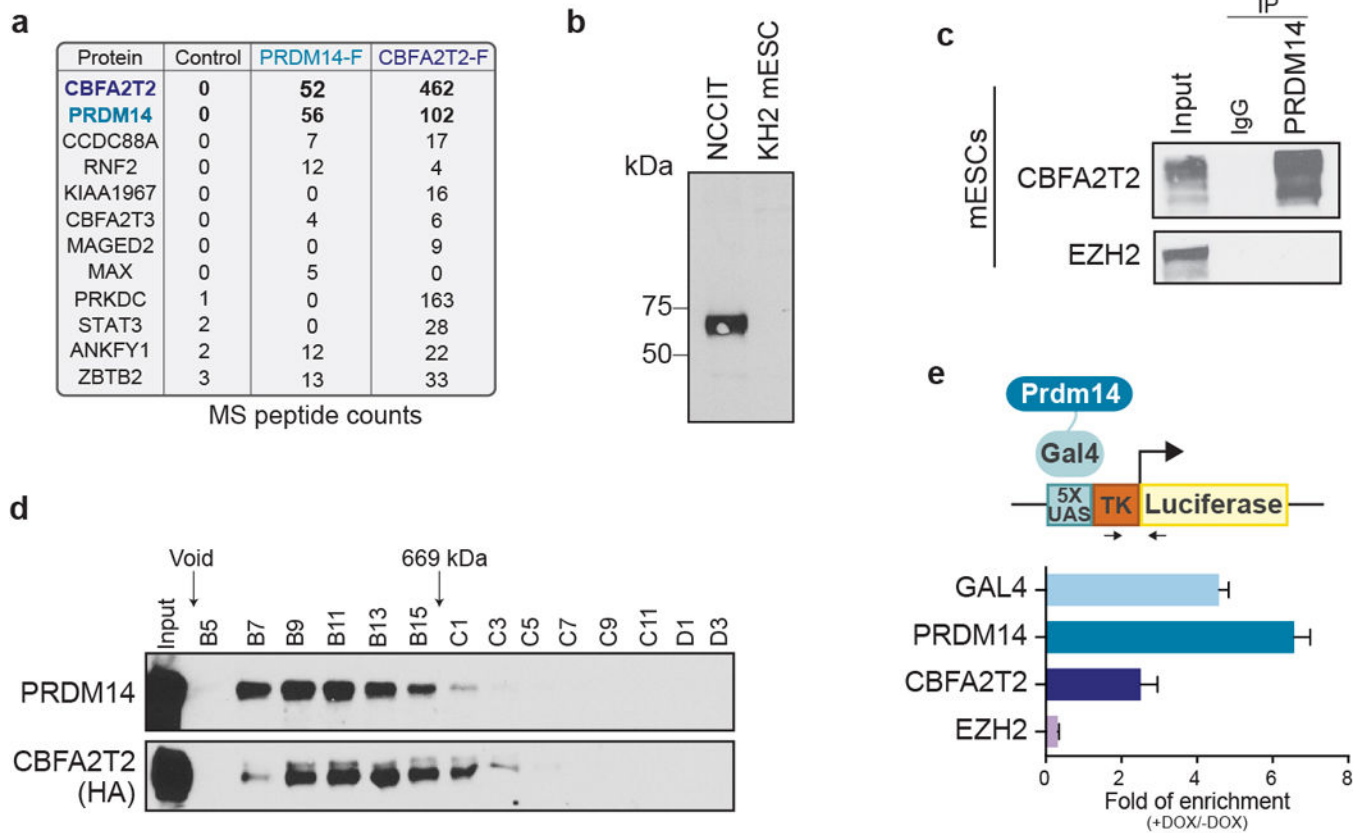 a
Protein Control PRDM14-F CBFA2T2-F
CBFA2T2 0 52 462
PRDM14 0 56 102
CCDC88A 0 7 17
RNF2 0 12 4
KIAA1967 0 0 16
CBFA2T3 0 4 6
MAGED2 0 0 9
MAX 0 5 0
PRKDC 1 0 163
STAT3 2 0 28
ANKFY1 2 12 22
ZBTB2 3 13 33
MS peptide counts
b
NCCIT
KH2 mESC
kDa
75
50
c
IP
Input
IgG
PRDM14
mESCs
CBFA2T2
EZH2
d
Void
669 kDa
Input B5 B7 B9 B11 B13 B15 C1 C3 C5 C7 C9 C11 D1 D3
PRDM14
CBFA2T2
(HA)
e
Prdm14
Gal4
5X
UAS
TK
Luciferase
GAL4
PRDM14
CBFA2T2
EZH2
0 2 4 6 8
Fold of enrichment
(+DOX/-DOX)